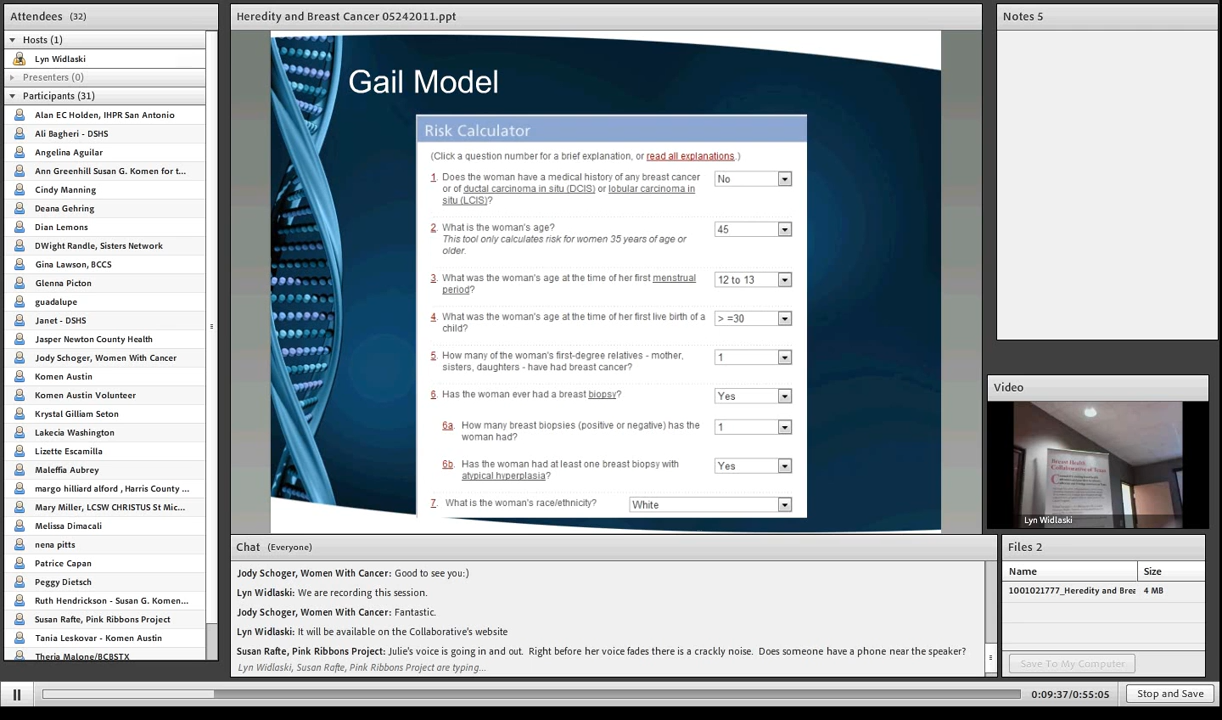 Attendees (32)
Hosts (1)
Lyn Widlaski
Presenters (0)
Participants (31)
Alan EC Holden, IHPR San Antonio
Ali Bagheri - DSHS
Angelina Aguilar
Ann Greenhill Susan G. Komen for t...
Cindy Manning
Deana Gehring
Dian Lemons
DWight Randle, Sisters Network
Gina Lawson, BCCS
Glenna Picton
guadalupe
Janet - DSHS
Jasper Newton County Health
Jody Schoger, Women With Cancer
Komen Austin
Komen Austin Volunteer
Krystal Gilliam Seton
Lakecia Washington
Lizette Escamilla
Maleffia Aubrey
margo hilliard alford , Harris County ...
Mary Miller, LCSW CHRISTUS St Mic...
Melissa Dimacali
nena pitts
Patrice Capan
Peggy Dietsch
Ruth Hendrickson - Susan G. Komen...
Susan Rafte, Pink Ribbons Project
Tania Leskovar - Komen Austin
Theria Malone/BCBSTX
Heredity and Breast Cancer 05242011.ppt
Gail Model
Risk Calculator
(Click a question number for a brief explanation, or read all explanations.)
1. Does the woman have a medical history of any breast cancer No
or of ductal carcinoma in situ (DCIS) or lobular carcinoma in
situ (LCIS)?
2. What is the woman's age? 45
This tool only calculates risk for women 35 years of age or
older.
3. What was the woman's age at the time of her first menstrual 12 to 13
period?
4. What was the woman's age at the time of her first live birth of a > =30
child?
5. How many of the woman's first-degree relatives - mother, 1
sisters, daughters - have had breast cancer?
6. Has the woman ever had a breast biopsy? Yes
6a. How many breast biopsies (positive or negative) has the 1
woman had?
6b. Has the woman had at least one breast biopsy with Yes
atypical hyperplasia?
7. What is the woman's race/ethnicity? White
Chat (Everyone)
Jody Schoger, Women With Cancer: Good to see you:)
Lyn Widlaski: We are recording this session.
Jody Schoger, Women With Cancer: Fantastic.
Lyn Widlaski: It will be available on the Collaborative's website
Susan Rafte, Pink Ribbons Project: Julie's voice is going in and out. Right before her voice fades there is a crackly noise. Does someone have a phone near the speaker?
Lyn Widlaski, Susan Rafte, Pink Ribbons Project are typing...
Notes 5
Video
Breast Health
Collaborative of Texas
Lyn Widlaski
Files 2
Name Size
1001021777_Heredity and Brea 4 MB
Save To My Computer
0:09:37/0:55:05
Stop and Save